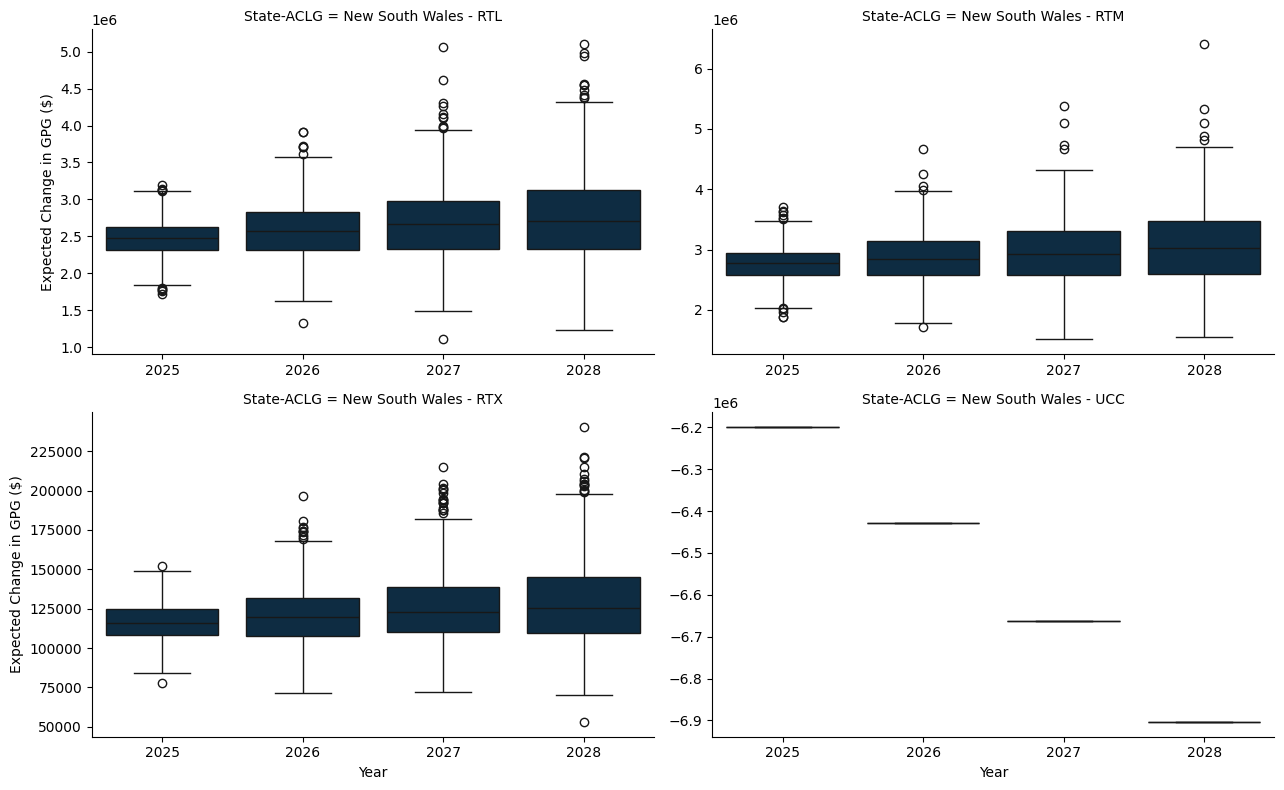 State-ACLG = New South Wales - RTL
1e6
Expected Change in GPG ($)
5.0
4.5
4.0
3.5
3.0
2.5
2.0
1.5
1.0
2025 2026 2027 2028
State-ACLG = New South Wales - RTM
1e6
6
5
4
3
2
2025 2026 2027 2028
State-ACLG = New South Wales - RTX
Expected Change in GPG ($)
225000
200000
175000
150000
125000
100000
75000
50000
2025 2026 2027 2028
Year
State-ACLG = New South Wales - UCC
1e6
−6.2
−6.3
−6.4
−6.5
−6.6
−6.7
−6.8
−6.9
2025 2026 2027 2028
Year